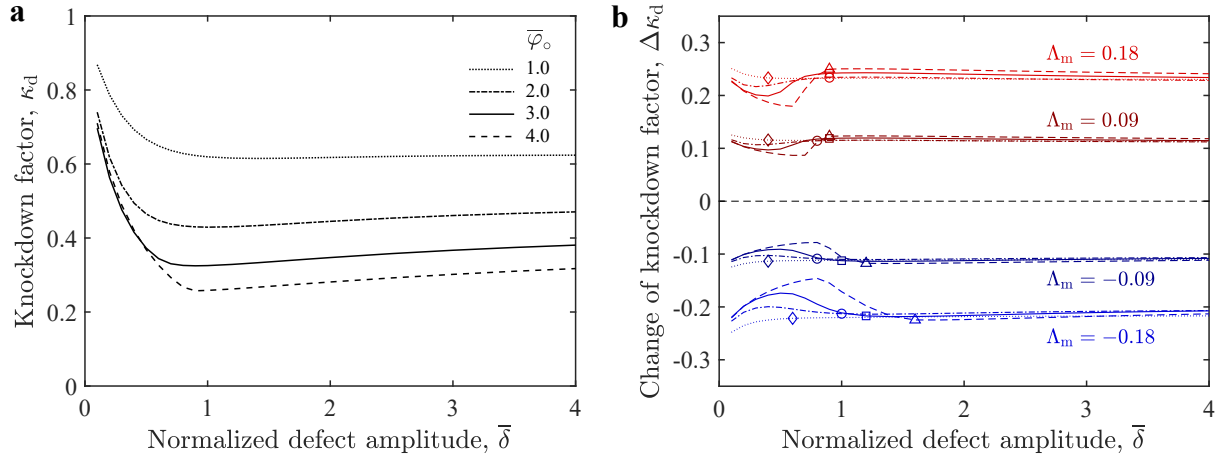 a
Knockdown factor, κd
1
0.8
0.6
0.4
0.2
0
0
1
2
3
4
Normalized defect amplitude, δ̅
φ̅∘
1.0
2.0
3.0
4.0
b
Change of knockdown factor, Δκd
0.3
0.2
0.1
0
-0.1
-0.2
-0.3
0
1
2
3
4
Normalized defect amplitude, δ̅
Λm = 0.18
Λm = 0.09
Λm = −0.09
Λm = −0.18